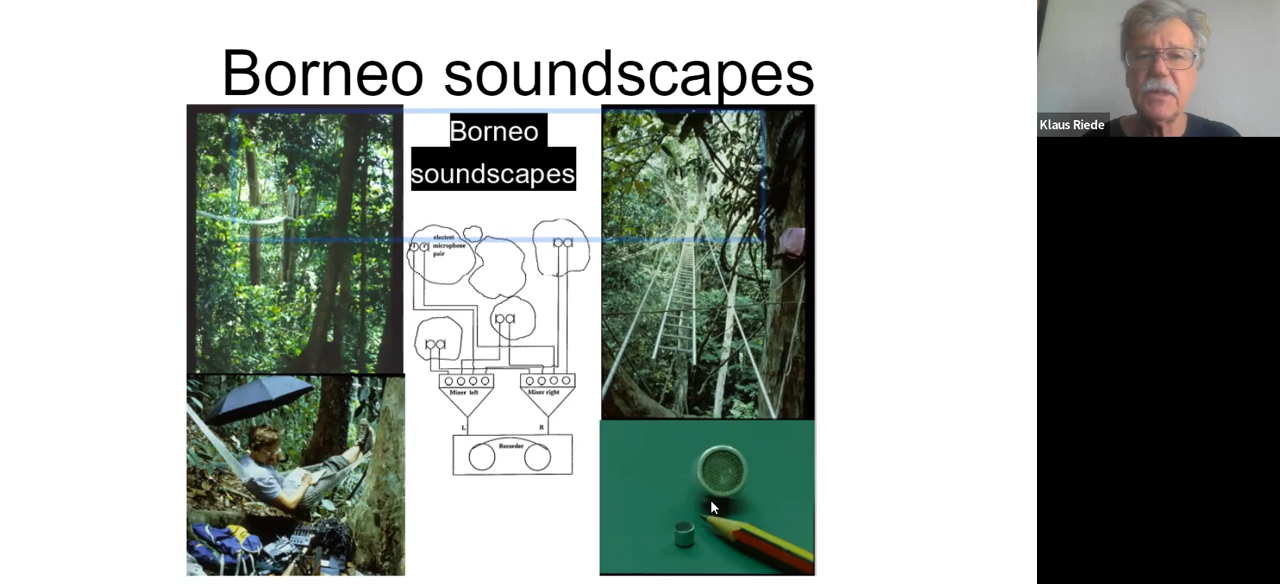 Borneo soundscapes
Klaus Riede
Borneo
soundscapes
electret
microphone
pair
Mixer left
Mixer right
L
R
Recorder